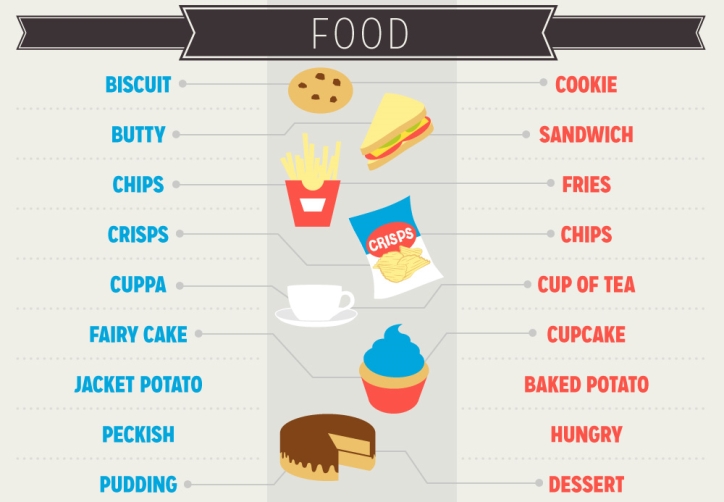 FOOD
BISCUIT COOKIE
BUTTY SANDWICH
CHIPS FRIES
CRISPS CRISPS CHIPS
CUPPA CUP OF TEA
FAIRY CAKE CUPCAKE
JACKET POTATO BAKED POTATO
PECKISH HUNGRY
PUDDING DESSERT